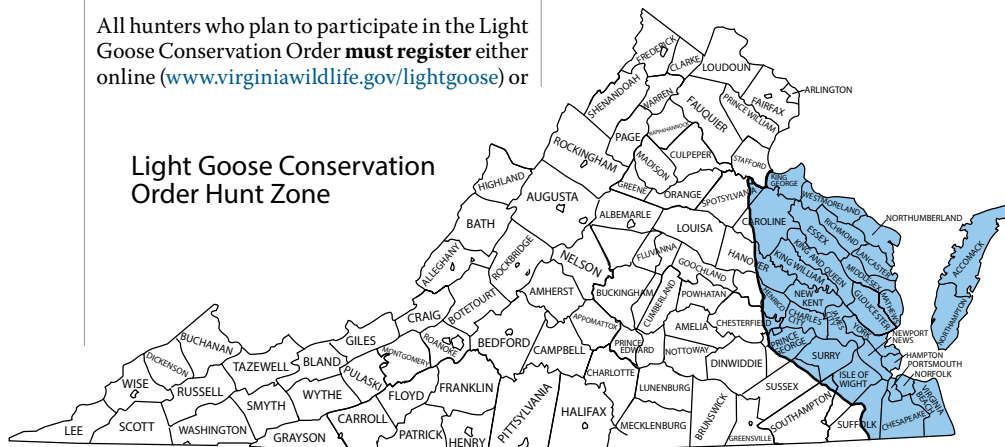 All hunters who plan to participate in the Light
Goose Conservation Order must register either
online (www.virginiawildlife.gov/lightgoose) or
Light Goose Conservation
Order Hunt Zone
FREDERICK
CLARKE
LOUDOUN
SHENANDOAH
WARREN
FAUQUIER
PRINCE WILLIAM
FAIRFAX
ARLINGTON
ROCKINGHAM
PAGE
RAPPAHANNOCK
MADISON
CULPEPER
STAFFORD
HIGHLAND
AUGUSTA
GREENE
ORANGE
SPOTSYLVANIA
KING
GEORGE
WESTMORELAND
BATH
ALBEMARLE
LOUISA
CAROLINE
ESSEX
RICHMOND
NORTHUMBERLAND
ALLEGHANY
ROCKBRIDGE
NELSON
FLUVANNA
GOOCHLAND
HANOVER
KING WILLIAM
KING AND QUEEN
LANCASTER
MIDDLESEX
ACCOMACK
CRAIG
BOTETOURT
AMHERST
BUCKINGHAM
CUMBERLAND
POWHATAN
HENRICO
NEW
KENT
GLOUCESTER
MATHEWS
NORTHAMPTON
BUCHANAN
GILES
ROANOKE
BEDFORD
APPOMATTOX
AMELIA
CHESTERFIELD
CHARLES
CITY
JAMES
YORK
DICKENSON
TAZEWELL
BLAND
MONTGOMERY
CAMPBELL
PRINCE
EDWARD
NOTTOWAY
PRINCE
GEORGE
SURRY
NEWPORT
NEWS
HAMPTON
PORTSMOUTH
NORFOLK
WISE
RUSSELL
WYTHE
PULASKI
FLOYD
FRANKLIN
CHARLOTTE
LUNENBURG
DINWIDDIE
SUSSEX
ISLE OF
WIGHT
VIRGINIA
BEACH
LEE
SCOTT
WASHINGTON
SMYTH
GRAYSON
CARROLL
PATRICK
HENRY
PITTSYLVANIA
HALIFAX
MECKLENBURG
BRUNSWICK
GREENSVILLE
SOUTHAMPTON
SUFFOLK
CHESAPEAKE